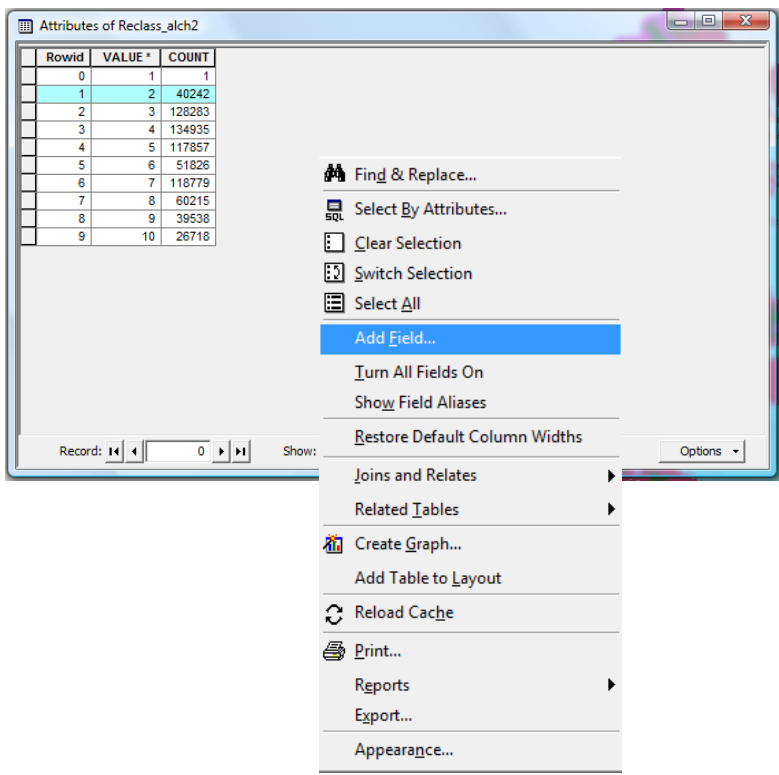 Attributes of Reclass_alch2
Rowid VALUE * COUNT
0 1 1
1 2 40242
2 3 128283
3 4 134935
4 5 117857
5 6 51826
6 7 118779
7 8 60215
8 9 39538
9 10 26718
Find & Replace...
SQL Select By Attributes...
Clear Selection
Switch Selection
Select All
Add Field...
Turn All Fields On
Show Field Aliases
Restore Default Column Widths
Record: 0 Show: Options
Joins and Relates
Related Tables
Create Graph...
Add Table to Layout
Reload Cache
Print...
Reports
Export...
Appearance...